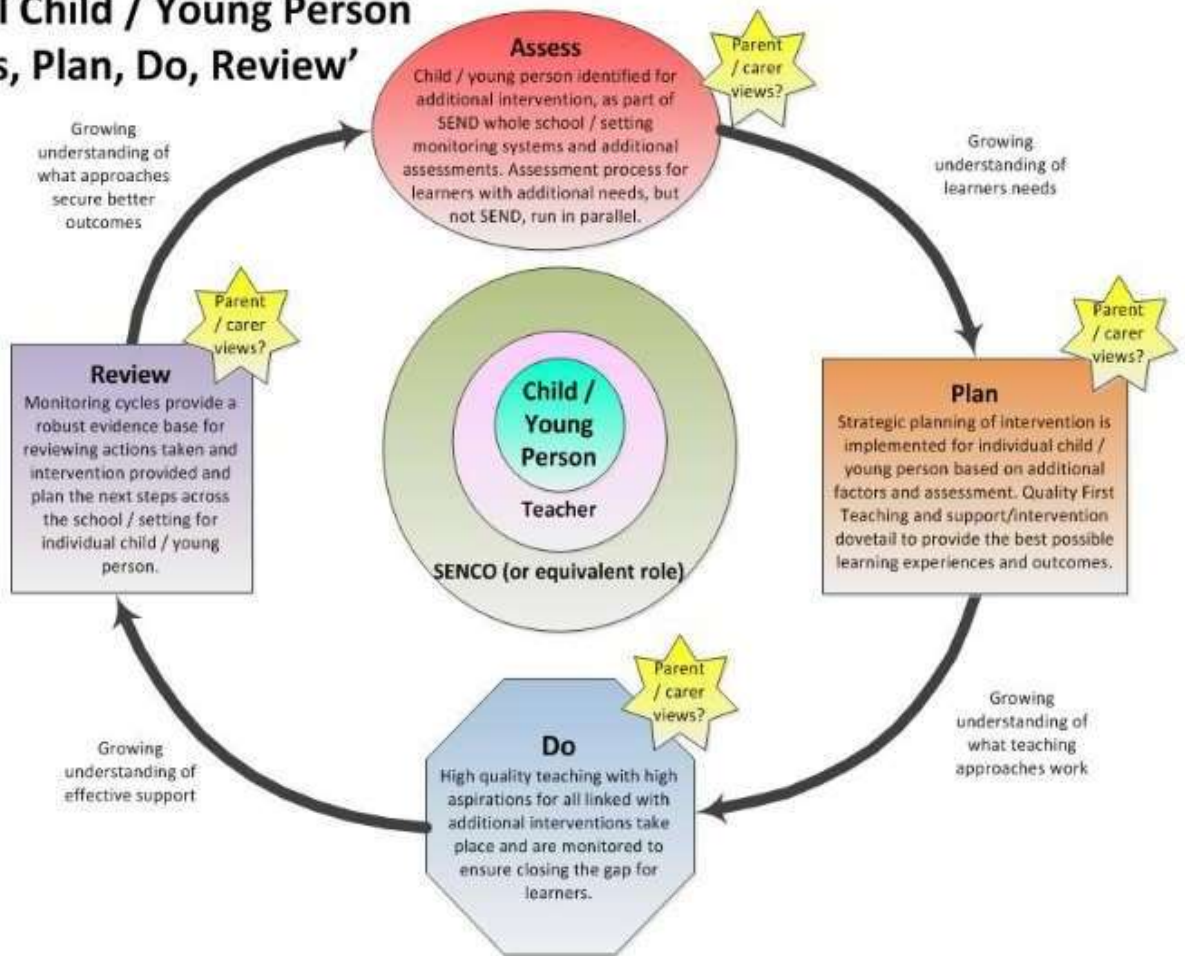 Child / Young Person
Plan, Do, Review’
Assess
Child / young person identified for
additional intervention, as part of
SEND whole school / setting
monitoring systems and additional
assessments. Assessment process for
learners with additional needs, but
not SEND, run in parallel.
Parent
/ carer
views?
Growing
understanding of
learners needs
Parent
/ carer
views?
Plan
Strategic planning of intervention is
implemented for individual child /
young person based on additional
factors and assessment. Quality First
Teaching and support/intervention
dovetail to provide the best possible
learning experiences and outcomes.
Growing
understanding of
what teaching
approaches work
Parent
/ carer
views?
Do
High quality teaching with high
aspirations for all linked with
additional interventions take
place and are monitored to
ensure closing the gap for
learners.
Growing
understanding of
effective support
Parent
/ carer
views?
Review
Monitoring cycles provide a
robust evidence base for
reviewing actions taken and
intervention provided and
plan the next steps across
the school / setting for
individual child / young
person.
Growing
understanding of
what approaches
secure better
outcomes
Child /
Young
Person
Teacher
SENCO (or equivalent role)